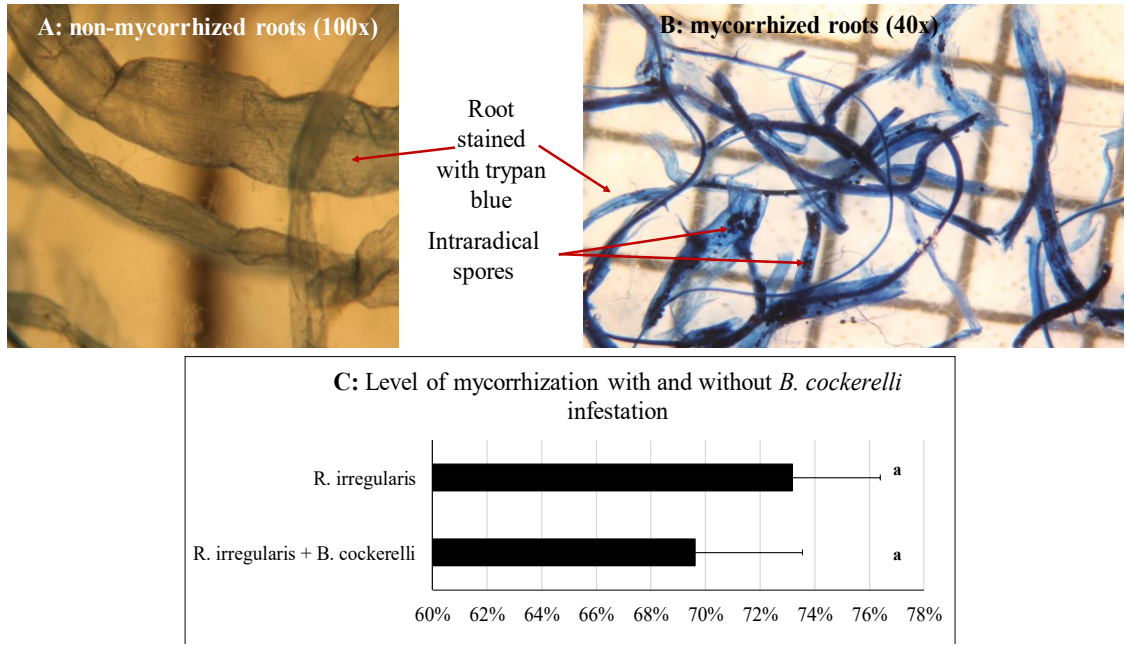 A: non-mycorrhized roots (100x)
B: mycorrhized roots (40x)
Root
stained
with trypan
blue
Intraradical
spores
C: Level of mycorrhization with and without B. cockerelli
infestation
R. irregularis
a
R. irregularis + B. cockerelli
a
60% 62% 64% 66% 68% 70% 72% 74% 76% 78%